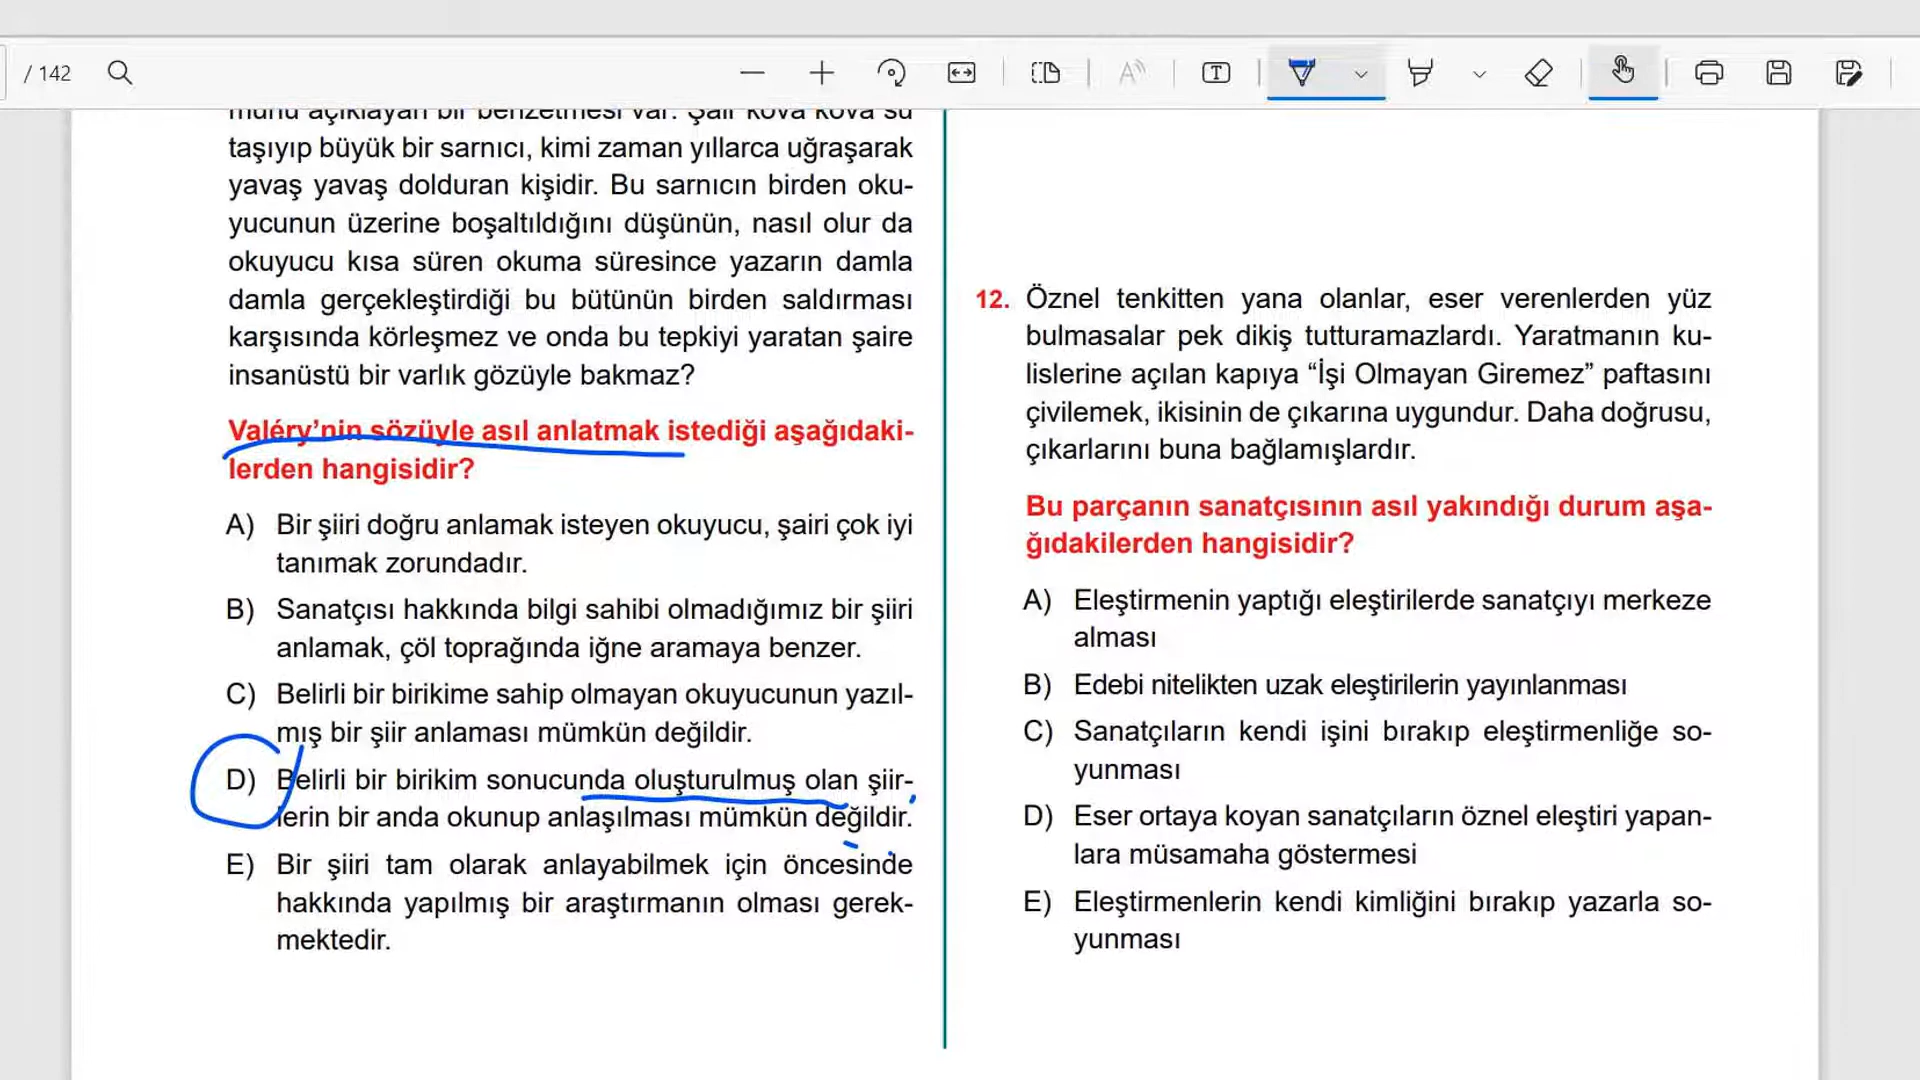 / 142
munu açıklayan bir benzetmesi var. Şair kova kova su
taşıyıp büyük bir sarnıcı, kimi zaman yıllarca uğraşarak
yavaş yavaş dolduran kişidir. Bu sarnıcın birden oku-
yucunun üzerine boşaltıldığını düşünün, nasıl olur da
okuyucu kısa süren okuma süresince yazarın damla
damla gerçekleştirdiği bu bütünün birden saldırması
karşısında körleşmez ve onda bu tepkiyi yaratan şaire
insanüstü bir varlık gözüyle bakmaz?
Valéry’nin sözüyle asıl anlatmak istediği aşağıdaki-
lerden hangisidir?
A) Bir şiiri doğru anlamak isteyen okuyucu, şairi çok iyi
tanımak zorundadır.
B) Sanatçısı hakkında bilgi sahibi olmadığımız bir şiiri
anlamak, çöl toprağında iğne aramaya benzer.
C) Belirli bir birikime sahip olmayan okuyucunun yazıl-
mış bir şiir anlaması mümkün değildir.
D) Belirli bir birikim sonucunda oluşturulmuş olan şiir-
lerin bir anda okunup anlaşılması mümkün değildir.
E) Bir şiiri tam olarak anlayabilmek için öncesinde
hakkında yapılmış bir araştırmanın olması gerek-
mektedir.
12. Öznel tenkitten yana olanlar, eser verenlerden yüz
bulmasalar pek dikiş tutturamazlardı. Yaratmanın ku-
lislerine açılan kapıya “İşi Olmayan Giremez” paftasını
çivilemek, ikisinin de çıkarına uygundur. Daha doğrusu,
çıkarlarını buna bağlamışlardır.
Bu parçanın sanatçısının asıl yakındığı durum aşa-
ğıdakilerden hangisidir?
A) Eleştirmenin yaptığı eleştirilerde sanatçıyı merkeze
alması
B) Edebi nitelikten uzak eleştirilerin yayınlanması
C) Sanatçıların kendi işini bırakıp eleştirmenliğe so-
yunması
D) Eser ortaya koyan sanatçıların öznel eleştiri yapan-
lara müsamaha göstermesi
E) Eleştirmenlerin kendi kimliğini bırakıp yazarla so-
yunması